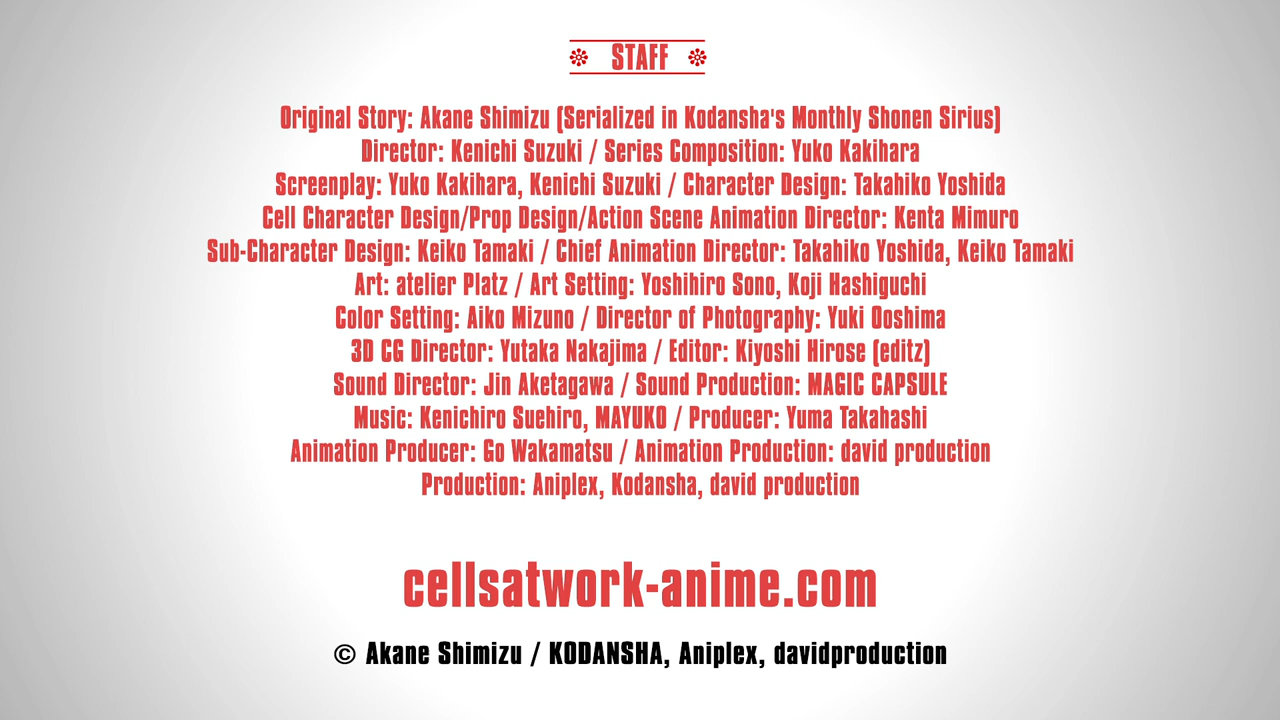 STAFF
Original Story: Akane Shimizu (Serialized in Kodansha's Monthly Shonen Sirius)
Director: Kenichi Suzuki / Series Composition: Yuko Kakihara
Screenplay: Yuko Kakihara, Kenichi Suzuki / Character Design: Takahiko Yoshida
Cell Character Design/Prop Design/Action Scene Animation Director: Kenta Mimuro
Sub-Character Design: Keiko Tamaki / Chief Animation Director: Takahiko Yoshida, Keiko Tamaki
Art: atelier Platz / Art Setting: Yoshihiro Sono, Koji Hashiguchi
Color Setting: Aiko Mizuno / Director of Photography: Yuki Ooshima
3D CG Director: Yutaka Nakajima / Editor: Kiyoshi Hirose (editz)
Sound Director: Jin Aketagawa / Sound Production: MAGIC CAPSULE
Music: Kenichiro Suehiro, MAYUKO / Producer: Yuma Takahashi
Animation Producer: Go Wakamatsu / Animation Production: david production
Production: Aniplex, Kodansha, david production
cellsatwork-anime.com
© Akane Shimizu / KODANSHA, Aniplex, davidproduction